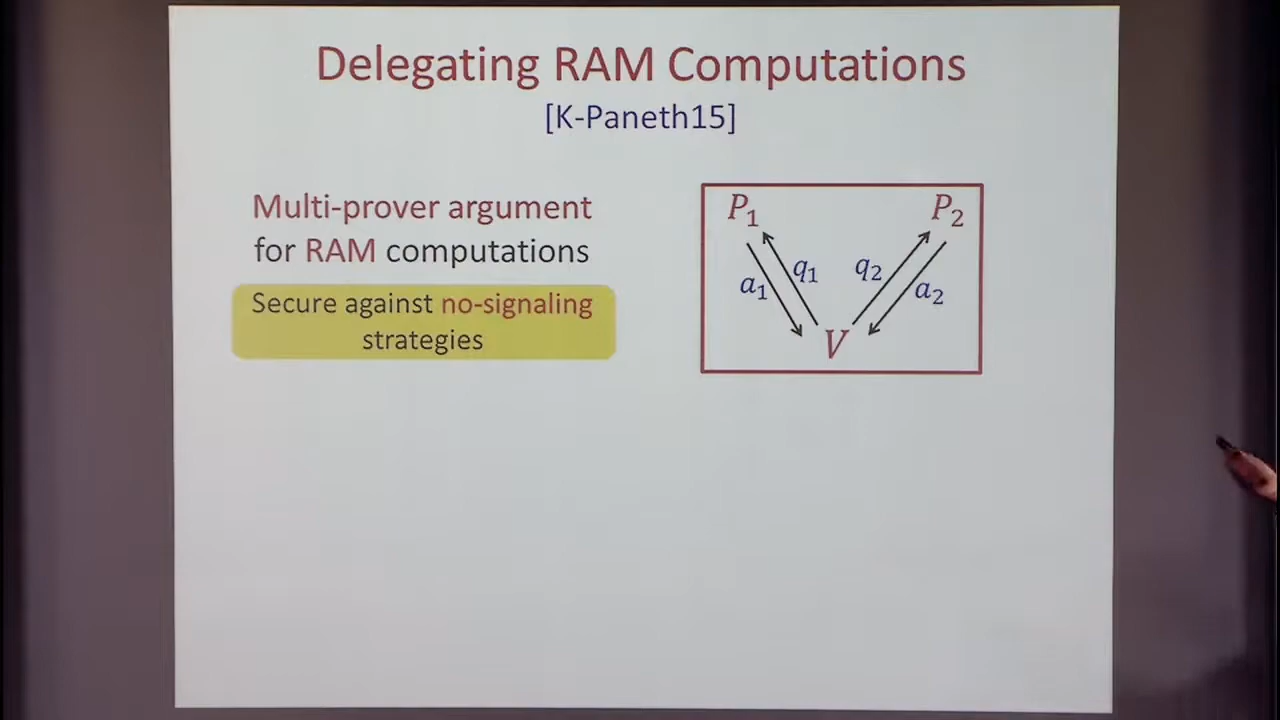 Delegating RAM Computations
[K-Paneth15]
Multi-prover argument
for RAM computations
Secure against no-signaling
strategies
P₁ P₂
a₁ q₁ q₂ a₂
V